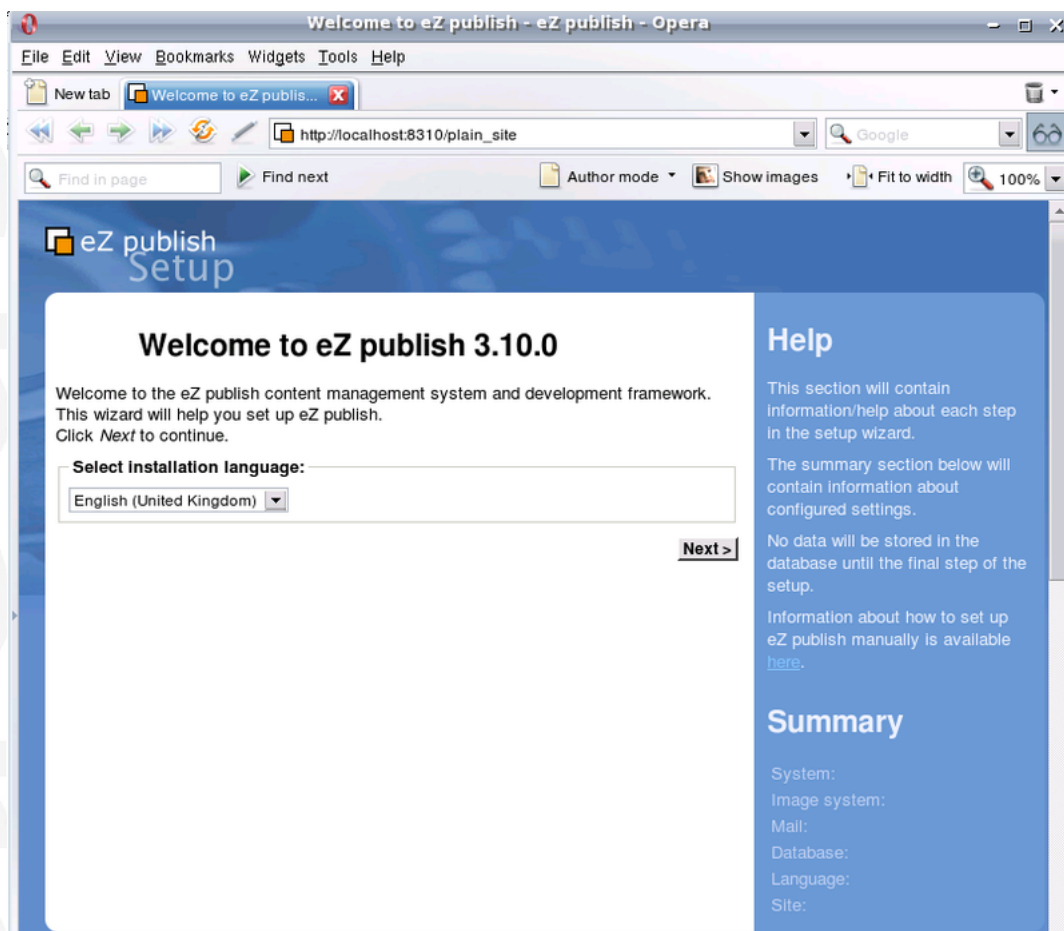 Welcome to eZ publish - eZ publish - Opera
File Edit View Bookmarks Widgets Tools Help
New tab Welcome to eZ publis...
http://localhost:8310/plain_site Google
Find in page Find next Author mode Show images Fit to width 100%
eZ publish
Setup
Welcome to eZ publish 3.10.0
Welcome to the eZ publish content management system and development framework.
This wizard will help you set up eZ publish.
Click Next to continue.
Select installation language:
English (United Kingdom)
Next >
Help
This section will contain
information/help about each step
in the setup wizard.
The summary section below will
contain information about
configured settings.
No data will be stored in the
database until the final step of the
setup.
Information about how to set up
eZ publish manually is available
here.
Summary
System:
Image system:
Mail:
Database:
Language:
Site: